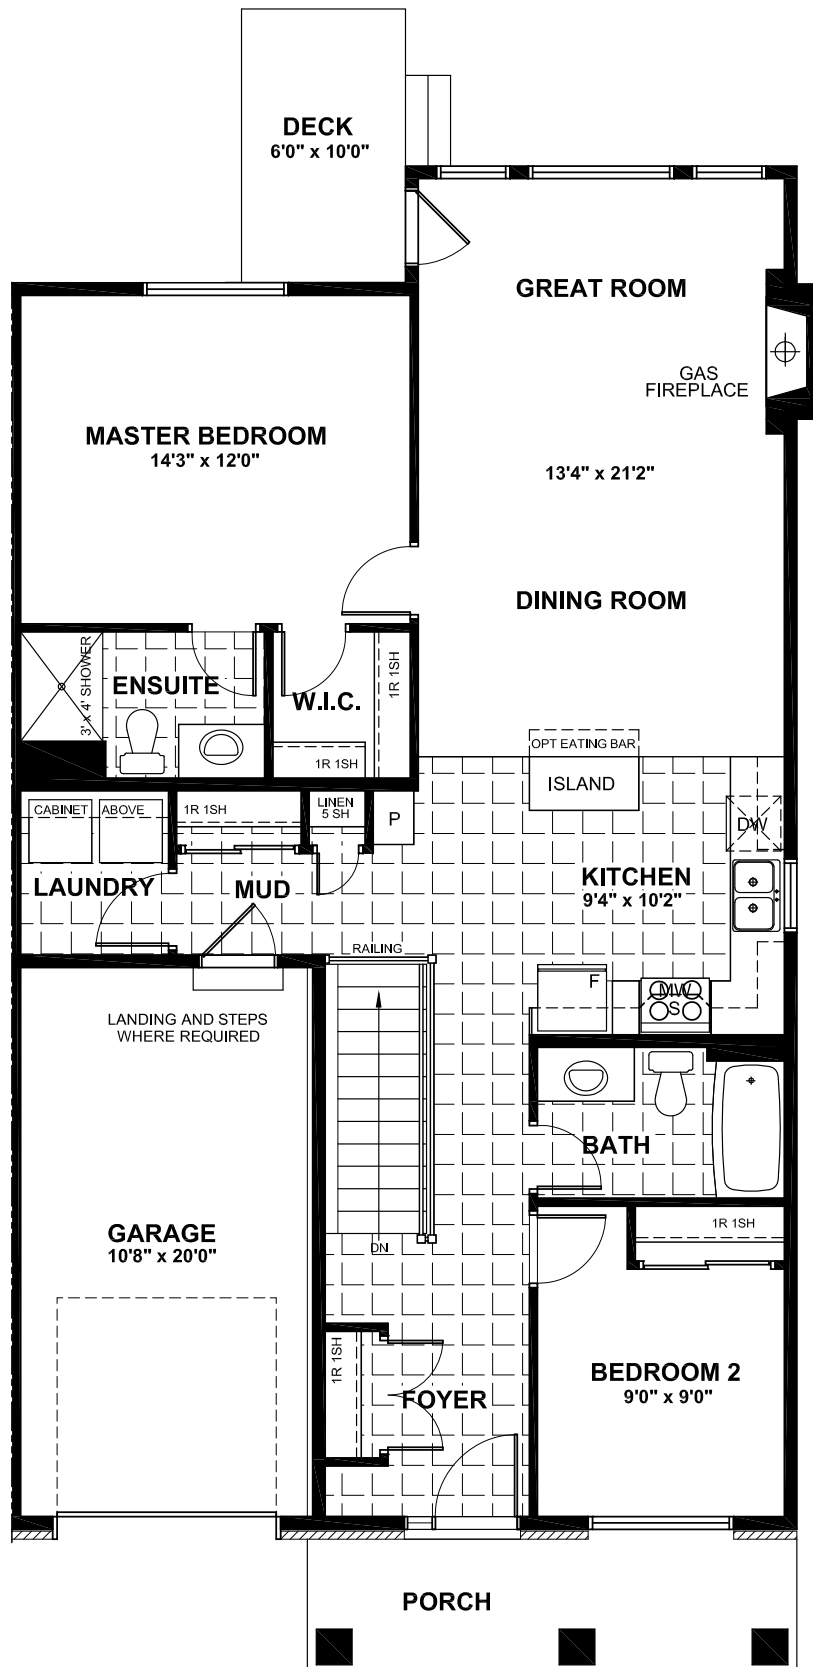 DECK
6'0" x 10'0"
GREAT ROOM
GAS
FIREPLACE
MASTER BEDROOM
14'3" x 12'0"
13'4" x 21'2"
DINING ROOM
3' x 4' SHOWER
ENSUITE
W.I.C.
1R 1SH
1R 1SH
OPT EATING BAR
ISLAND
CABINET
ABOVE
1R 1SH
LINEN
5 SH
P
DW
LAUNDRY
MUD
KITCHEN
9'4" x 10'2"
RAILING
F
MW
S
LANDING AND STEPS
WHERE REQUIRED
BATH
GARAGE
10'8" x 20'0"
DN
1R 1SH
1R 1SH
BEDROOM 2
9'0" x 9'0"
FOYER
PORCH